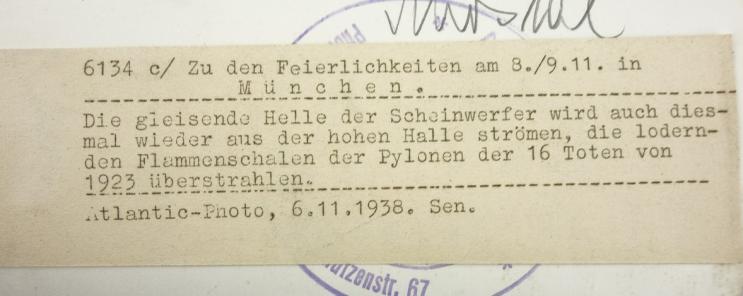 6134 c/ Zu den Feierlichkeiten am 8./9.11. in
München.
Die gleisende Helle der Scheinwerfer wird auch dies-
mal wieder aus der hohen Halle strömen, die lodern-
den Flammenschalen der Pylonen der 16 Toten von
1923 überstrahlen.
Atlantic-Photo, 6.11.1938. Sen.
67